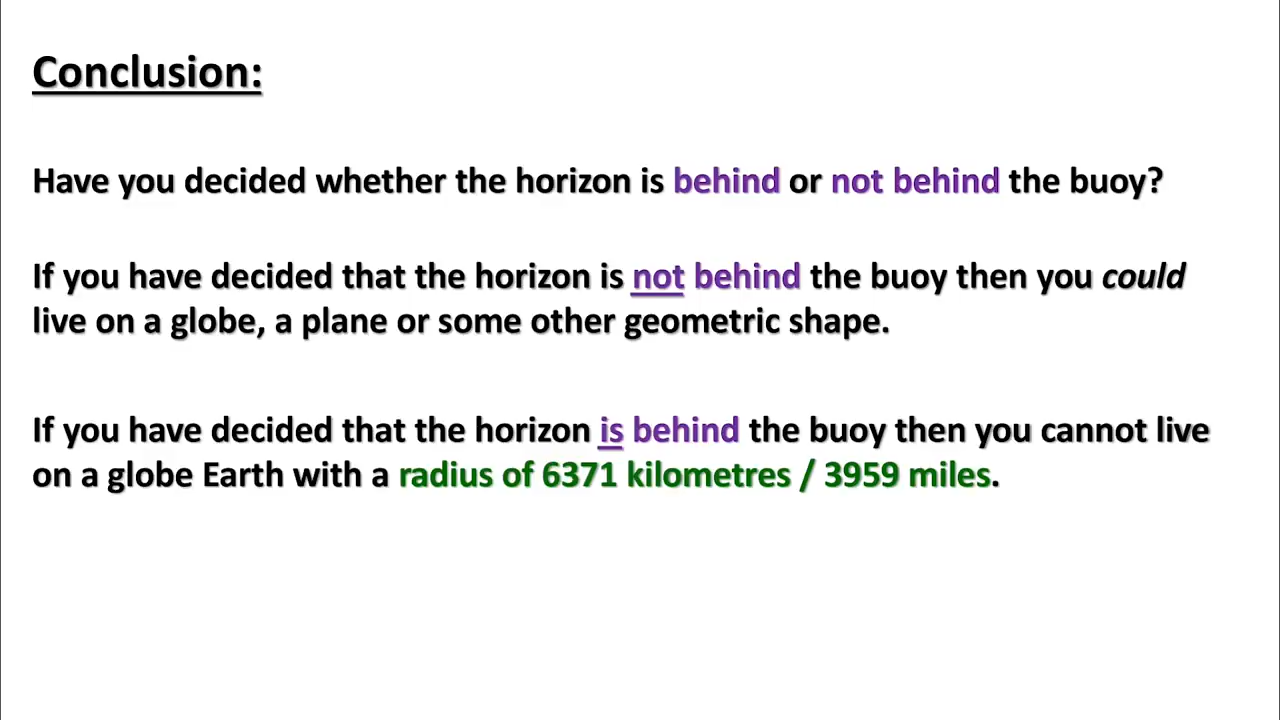 Conclusion:
Have you decided whether the horizon is behind or not behind the buoy?
If you have decided that the horizon is not behind the buoy then you could
live on a globe, a plane or some other geometric shape.
If you have decided that the horizon is behind the buoy then you cannot live
on a globe Earth with a radius of 6371 kilometres / 3959 miles.